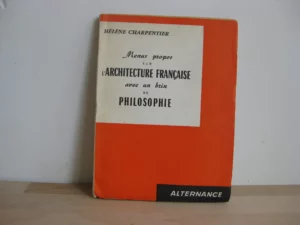 HÉLÈNE CHARPENTIER
Menus propos
SUR
L'ARCHITECTURE FRANÇAISE
avec un brin
DE
PHILOSOPHIE
ALTERNANCE